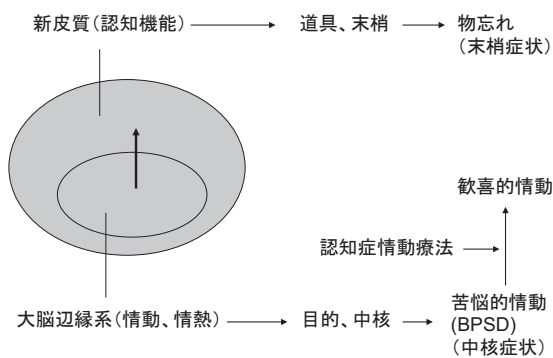 新皮質（認知機能） 道具、末梢 物忘れ
（末梢症状）
歓喜的情動
認知症情動療法
大脳辺縁系（情動、情熱） 目的、中核 苦悩的情動
(BPSD)
（中核症状）